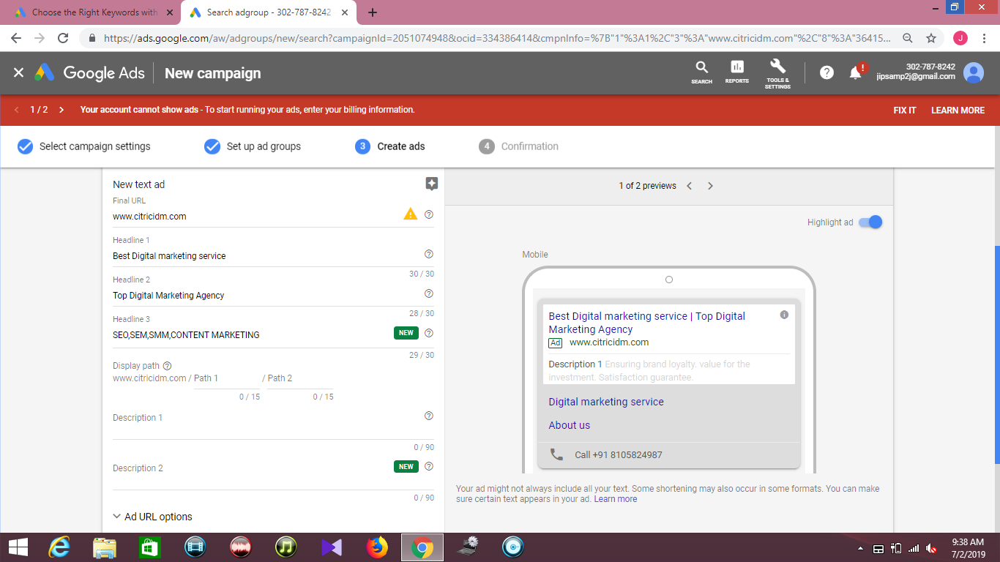 Choose the Right Keywords with
Search adgroup - 302-787-8242
https://ads.google.com/aw/adgroups/new/search?campaignId=2051074948&ocid=334386414&cmpnInfo=%7B"1"%3A1%2C"3"%3A"www.citricidm.com"%2C"8"%3A"36415...
J
Google Ads
New campaign
SEARCH
REPORTS
TOOLS &
SETTINGS
?
!
302-787-8242
jipsamp2j@gmail.com
1 / 2
Your account cannot show ads - To start running your ads, enter your billing information.
FIX IT
LEARN MORE
Select campaign settings
Set up ad groups
3 Create ads
4 Confirmation
New text ad
Final URL
www.citricidm.com
Headline 1
Best Digital marketing service
30 / 30
Headline 2
Top Digital Marketing Agency
28 / 30
Headline 3
SEO,SEM,SMM,CONTENT MARKETING
NEW
29 / 30
Display path
www.citricidm.com / Path 1 / Path 2
0 / 15 0 / 15
Description 1
0 / 90
Description 2
NEW
0 / 90
Ad URL options
1 of 2 previews
Highlight ad
Mobile
Best Digital marketing service | Top Digital
Marketing Agency
Ad www.citricidm.com
Description 1 Ensuring brand loyalty. value for the
investment. Satisfaction guarantee.
Digital marketing service
About us
Call +91 8105824987
Your ad might not always include all your text. Some shortening may also occur in some formats. You can make
sure certain text appears in your ad. Learn more
9:38 AM
7/2/2019